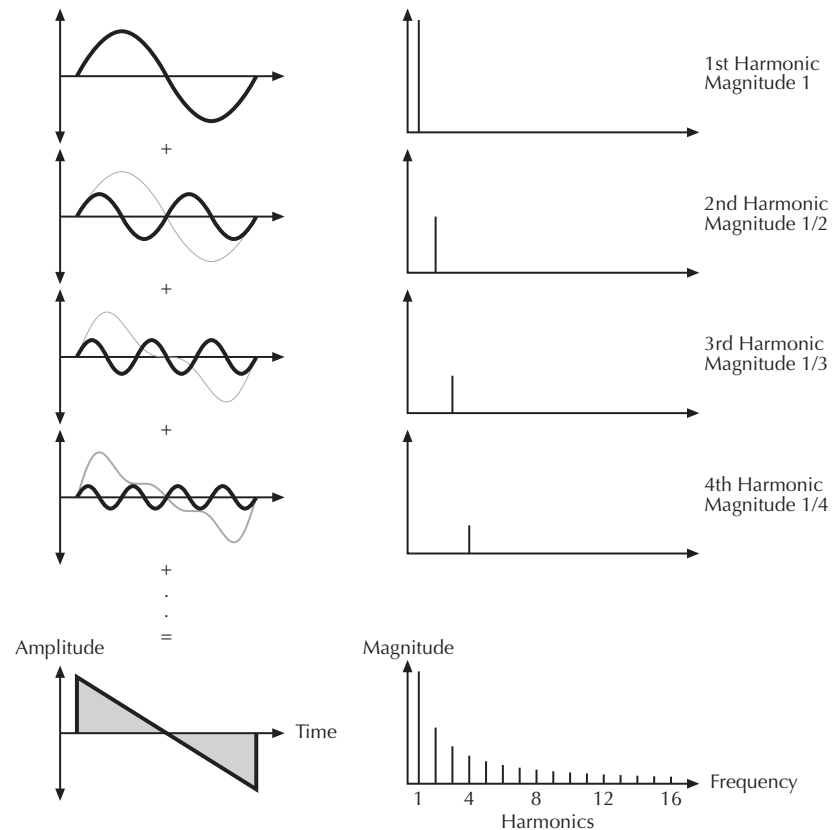 1st Harmonic
Magnitude 1
+
2nd Harmonic
Magnitude 1/2
+
3rd Harmonic
Magnitude 1/3
+
4th Harmonic
Magnitude 1/4
+
.
.
=
Amplitude
Magnitude
Time
Frequency
1 4 8 12 16
Harmonics